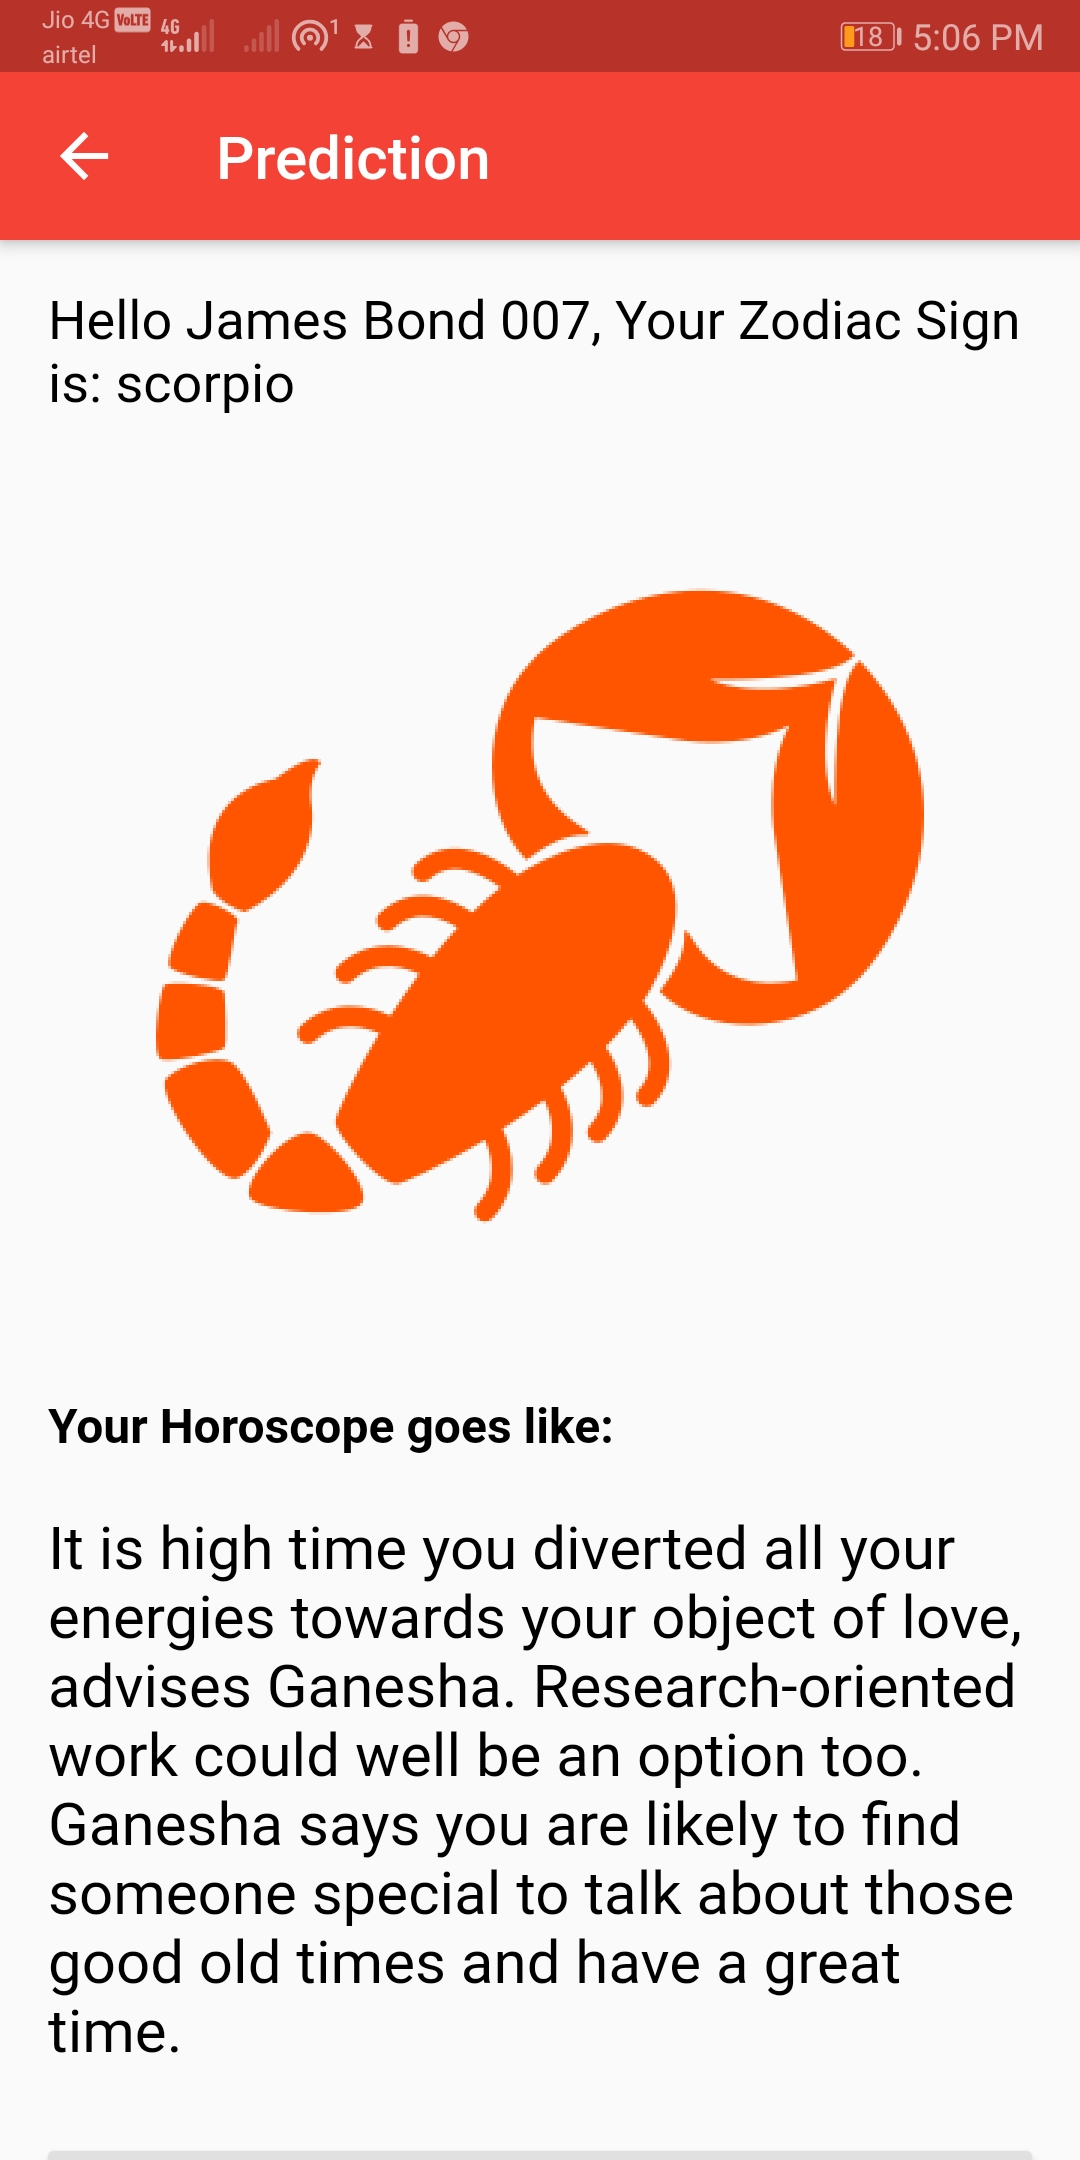 Jio 4G VoLTE 4G 1 18 5:06 PM
airtel
Prediction
Hello James Bond 007, Your Zodiac Sign
is: scorpio
Your Horoscope goes like:
It is high time you diverted all your
energies towards your object of love,
advises Ganesha. Research-oriented
work could well be an option too.
Ganesha says you are likely to find
someone special to talk about those
good old times and have a great
time.